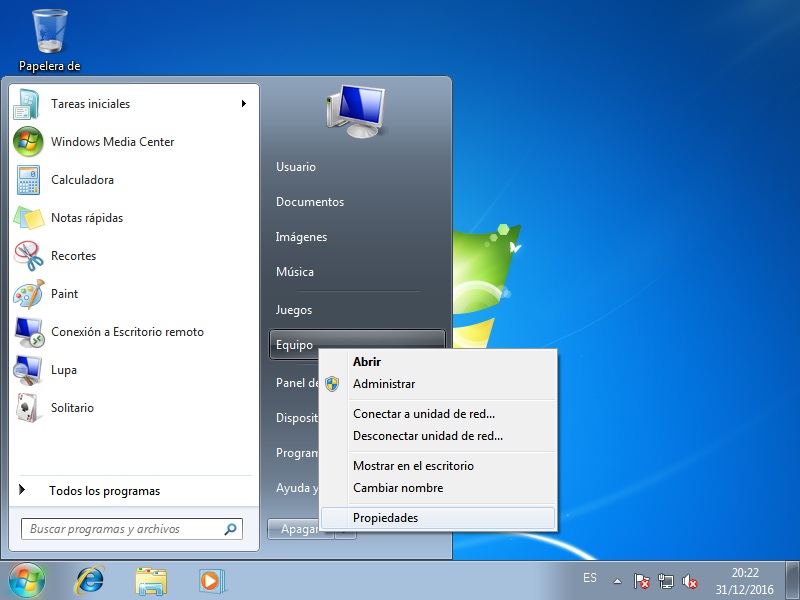 Papelera de
Tareas iniciales
Windows Media Center
Calculadora
Notas rápidas
Recortes
Paint
Conexión a Escritorio remoto
Lupa
Solitario
Todos los programas
Buscar programas y archivos
Usuario
Documentos
Imágenes
Música
Juegos
Equipo
Panel de
Disposit
Program
Ayuda y
Apagar
Abrir
Administrar
Conectar a unidad de red...
Desconectar unidad de red...
Mostrar en el escritorio
Cambiar nombre
Propiedades
ES
20:22
31/12/2016